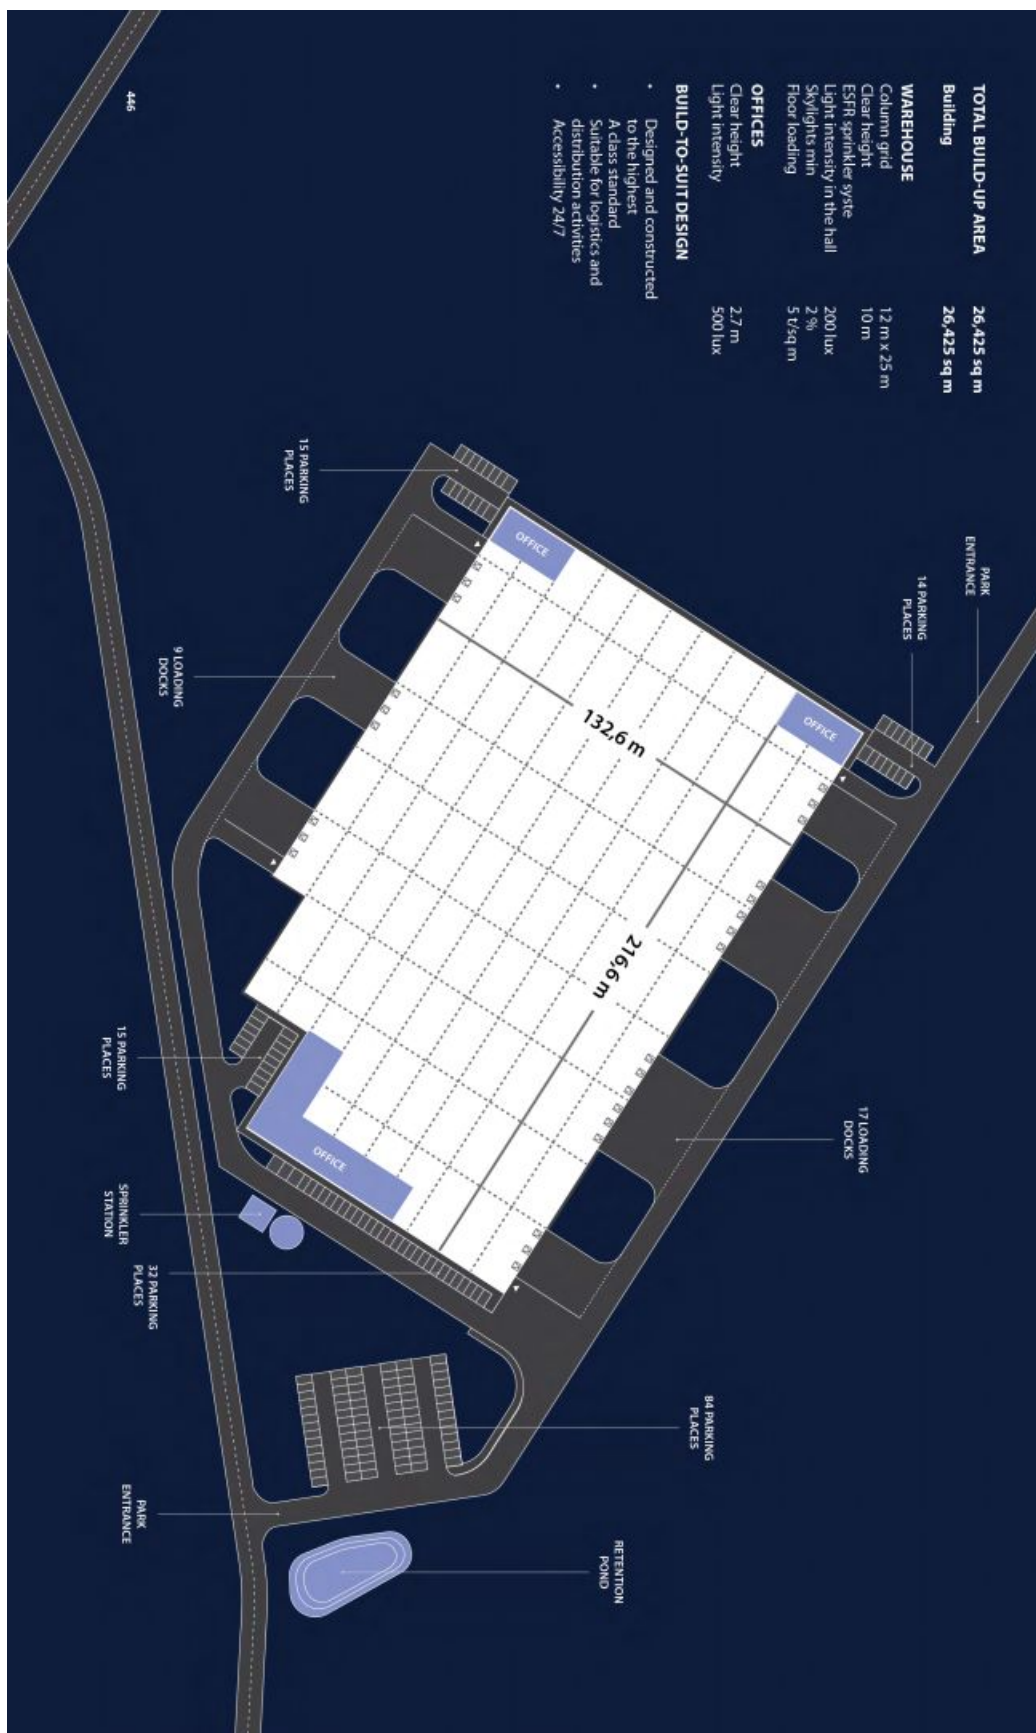 TOTAL BUILD-UP AREA 26,425 sq m
Building 26,425 sq m
WAREHOUSE
Column grid 12 m x 25 m
Clear height 10 m
ESFR sprinkler syste
Light intensity in the hall 200 lux
Skylights min 2 %
Floor loading 5 t/sq m
OFFICES
Clear height 2.7 m
Light intensity 500 lux
BUILD-TO-SUIT DESIGN
• Designed and constructed
to the highest
A class standard
• Suitable for logistics and
distribution activities
• Accessibility 24/7
446
PARK
ENTRANCE
14 PARKING
PLACES
17 LOADING
DOCKS
84 PARKING
PLACES
RETENTION
POND
OFFICE
OFFICE
132,6 m
216,6 m
OFFICE
15 PARKING
PLACES
9 LOADING
DOCKS
15 PARKING
PLACES
SPRINKLER
STATION
32 PARKING
PLACES
PARK
ENTRANCE